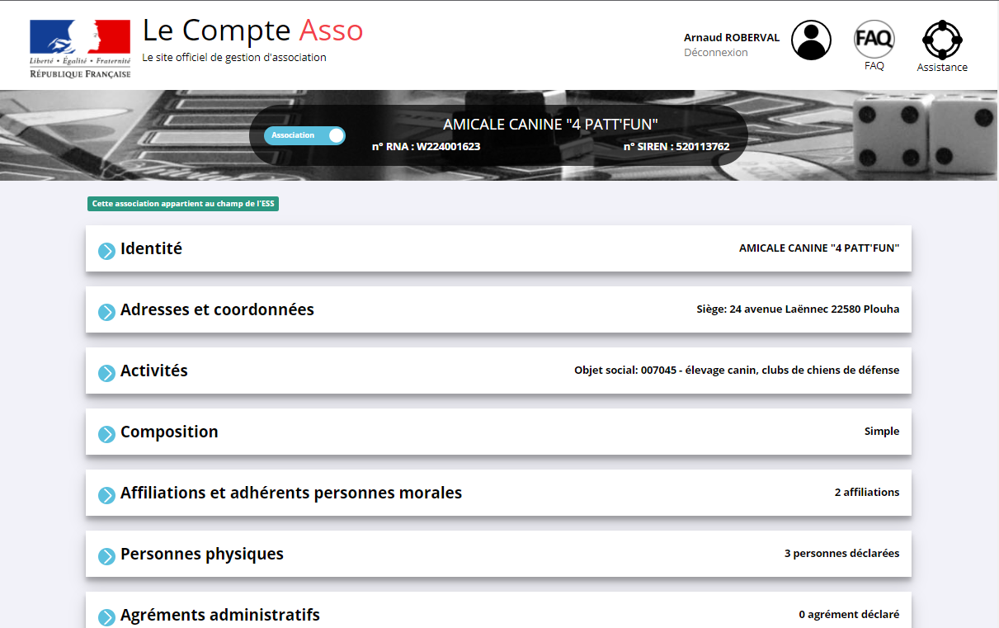 Le Compte Asso
Le site officiel de gestion d'association
Liberté • Égalité • Fraternité
RÉPUBLIQUE FRANÇAISE
Arnaud ROBERVAL
Déconnexion
FAQ
FAQ
Assistance
Association
AMICALE CANINE "4 PATT'FUN"
n° RNA : W224001623 n° SIREN : 520113762
Cette association appartient au champ de l'ESS
Identité AMICALE CANINE "4 PATT'FUN"
Adresses et coordonnées Siège: 24 avenue Laënnec 22580 Plouha
Activités Objet social: 007045 - élevage canin, clubs de chiens de défense
Composition Simple
Affiliations et adhérents personnes morales 2 affiliations
Personnes physiques 3 personnes déclarées
Agréments administratifs 0 agrément déclaré